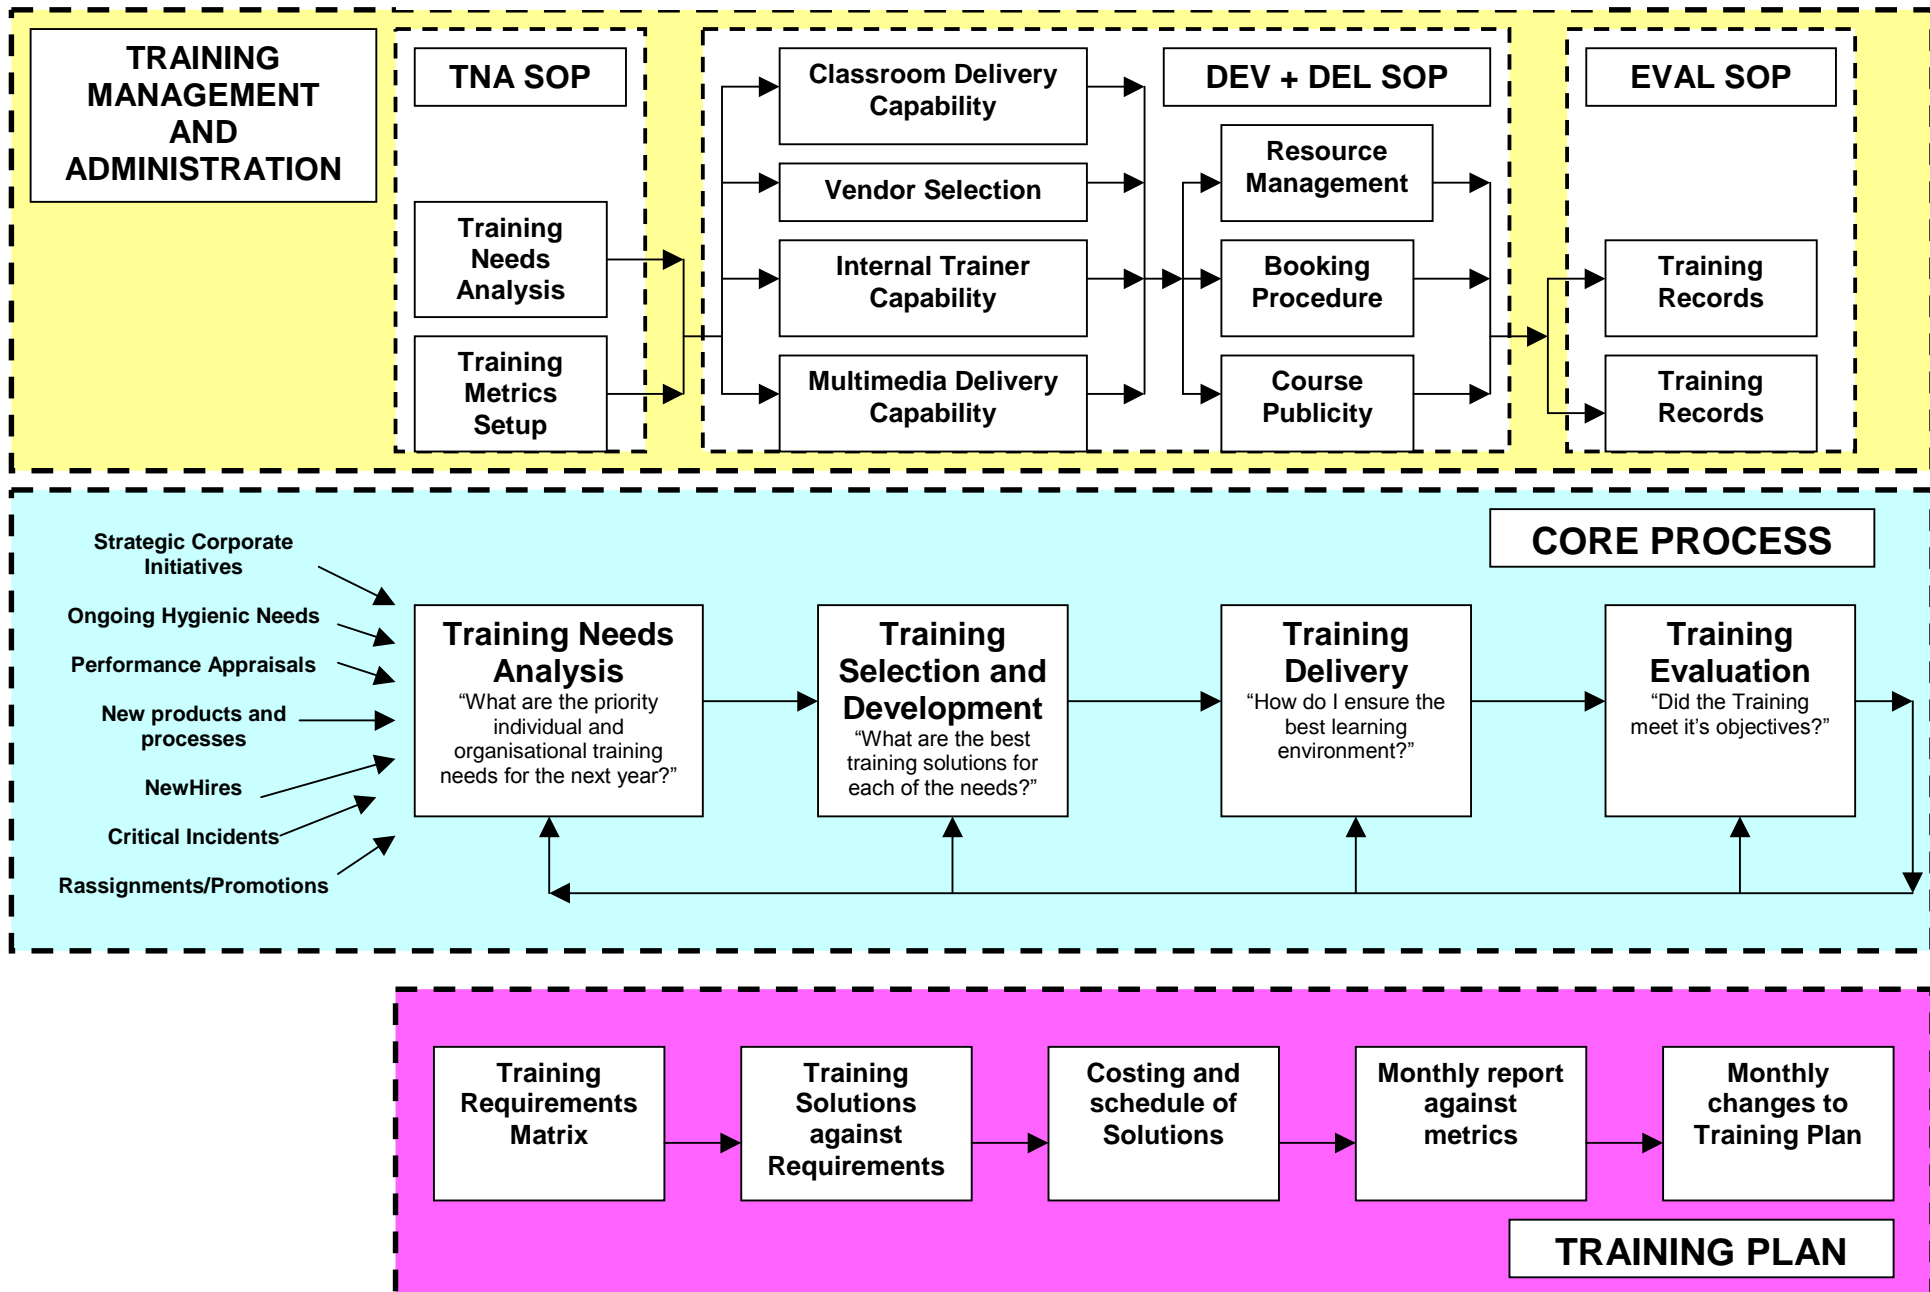 TRAINING
MANAGEMENT
AND
ADMINISTRATION
TNA SOP
Training
Needs
Analysis
Training
Metrics
Setup
Classroom Delivery
Capability
Vendor Selection
Internal Trainer
Capability
Multimedia Delivery
Capability
DEV + DEL SOP
Resource
Management
Booking
Procedure
Course
Publicity
EVAL SOP
Training
Records
Training
Records
CORE PROCESS
Strategic Corporate
Initiatives
Ongoing Hygienic Needs
Performance Appraisals
New products and
processes
NewHires
Critical Incidents
Rassignments/Promotions
Training Needs
Analysis
“What are the priority
individual and
organisational training
needs for the next year?”
Training
Selection and
Development
“What are the best
training solutions for
each of the needs?”
Training
Delivery
“How do I ensure the
best learning
environment?”
Training
Evaluation
“Did the Training
meet it’s objectives?”
Training
Requirements
Matrix
Training
Solutions
against
Requirements
Costing and
schedule of
Solutions
Monthly report
against
metrics
Monthly
changes to
Training Plan
TRAINING PLAN